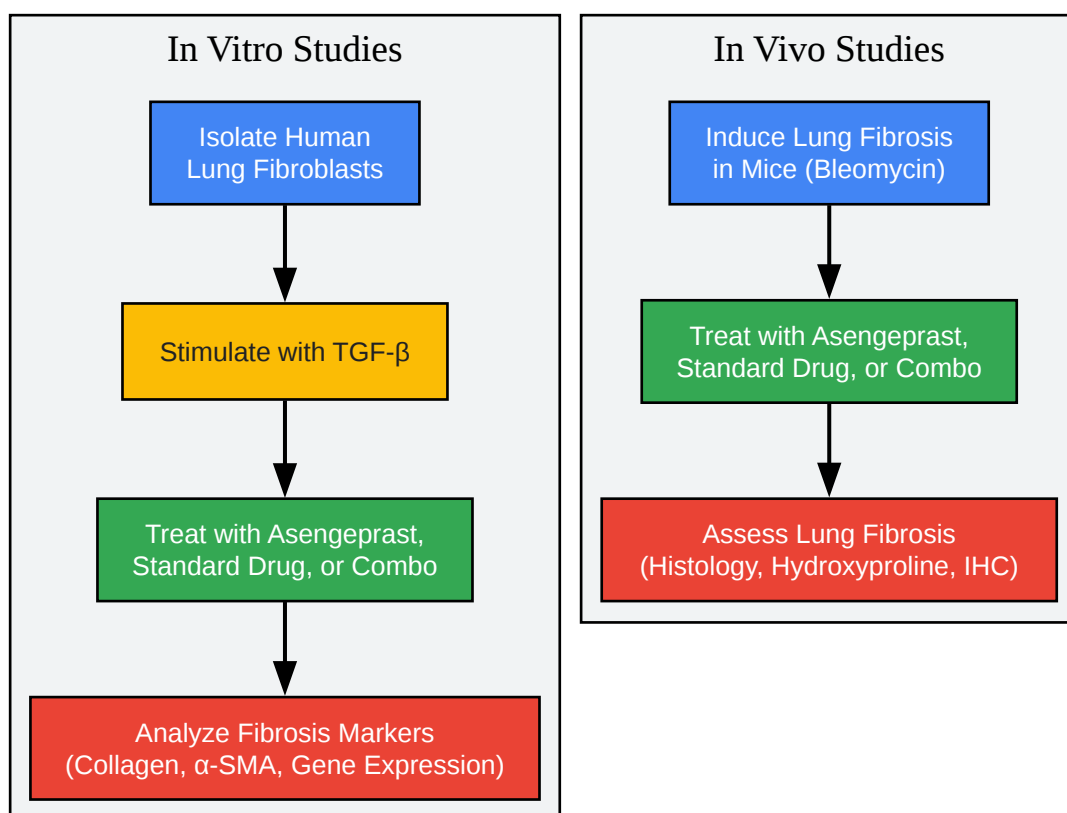 In Vitro Studies
Isolate Human
Lung Fibroblasts
Stimulate with TGF-β
Treat with Asengeprast,
Standard Drug, or Combo
Analyze Fibrosis Markers
(Collagen, α-SMA, Gene Expression)
In Vivo Studies
Induce Lung Fibrosis
in Mice (Bleomycin)
Treat with Asengeprast,
Standard Drug, or Combo
Assess Lung Fibrosis
(Histology, Hydroxyproline, IHC)